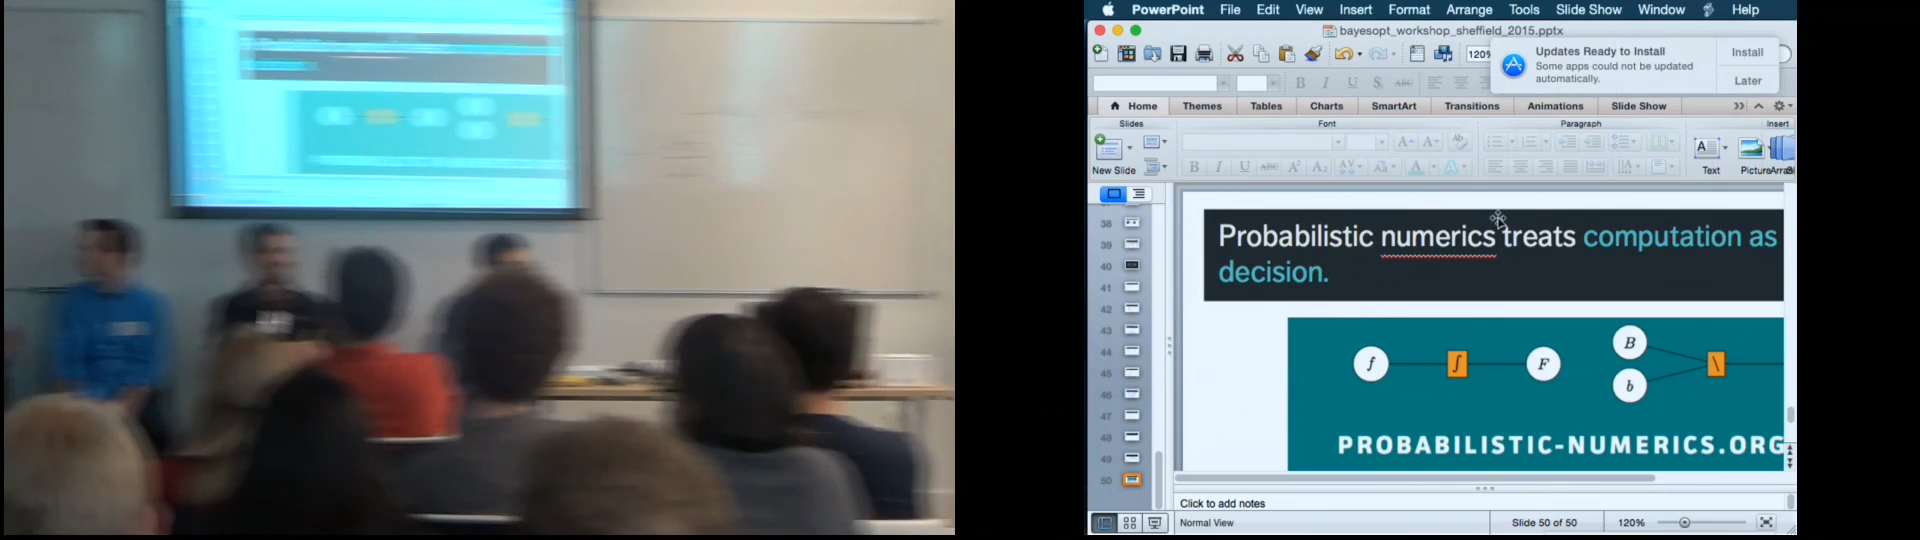 PowerPoint File Edit View Insert Format Arrange Tools Slide Show Window Help
bayesopt_workshop_sheffield_2015.pptx
120%
Updates Ready to Install
Some apps could not be updated
automatically.
Install
Later
Home Themes Tables Charts SmartArt Transitions Animations Slide Show
Slides Font Paragraph Insert
New Slide Text Picture
Probabilistic numerics treats computation as
decision.
38
39
40
41
42
43
44
45
46
47
48
49
50
f ∫ F B \ b
PROBABILISTIC-NUMERICS.ORG
Click to add notes
Normal View Slide 50 of 50 120%